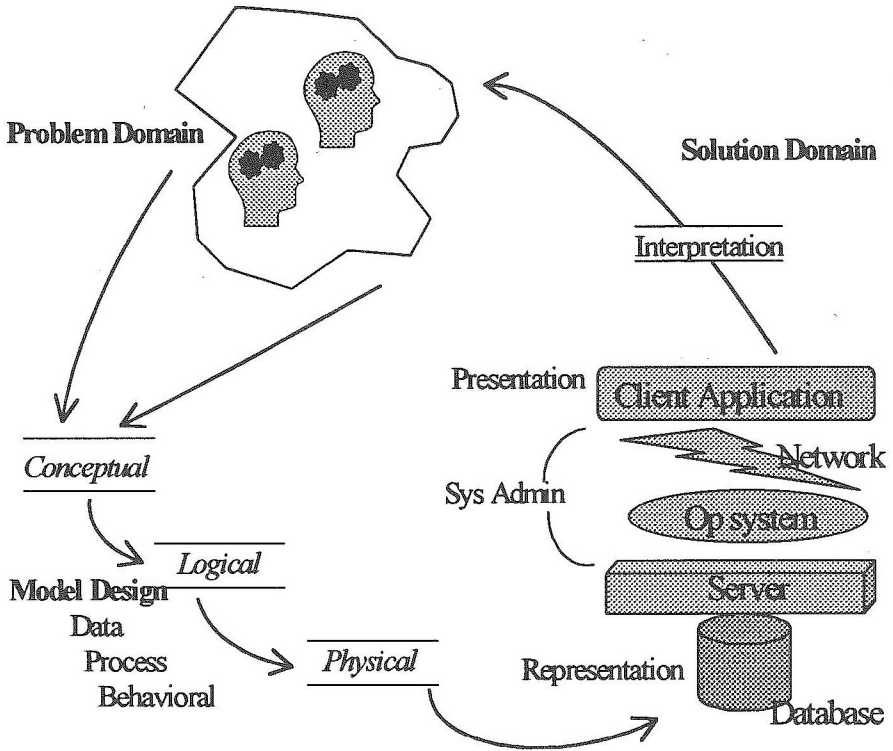 Problem Domain
Solution Domain
Interpretation
Presentation
Client Application
Network
Sys Admin
Op system
Server
Representation
Database
Conceptual
Logical
Model Design
Data
Process
Behavioral
Physical